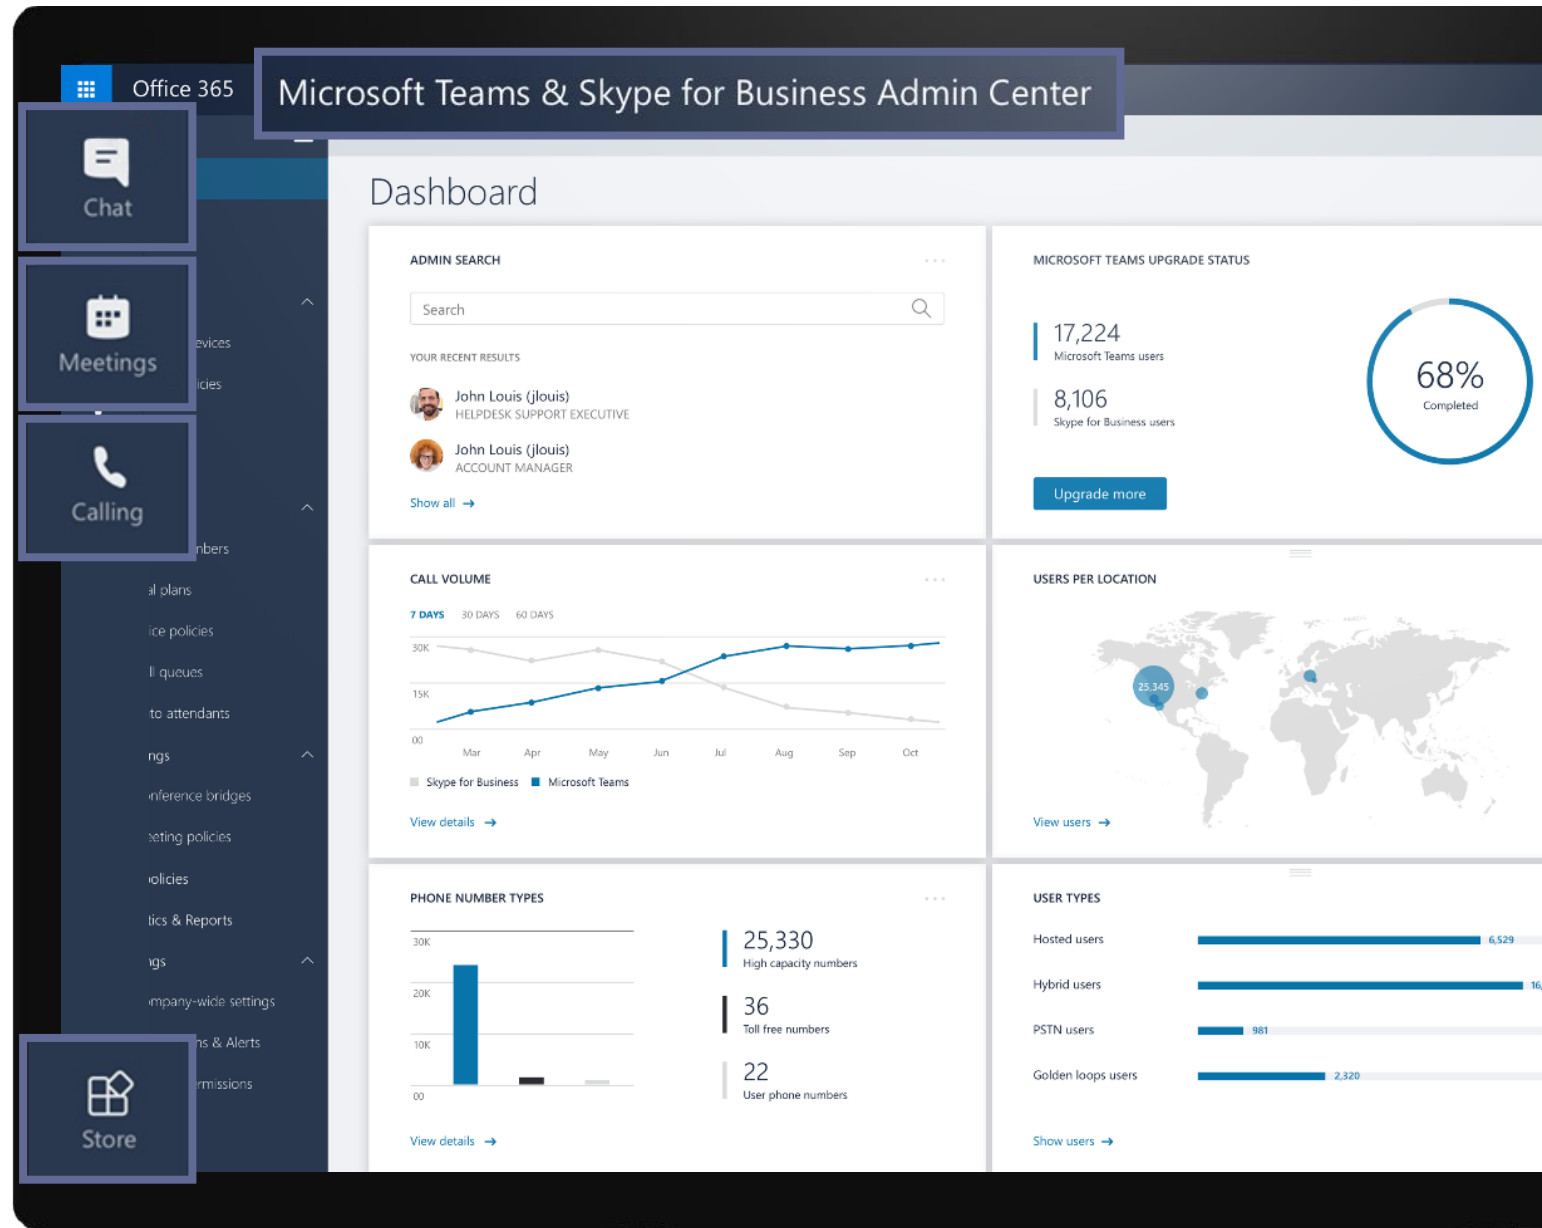 Office 365
Microsoft Teams & Skype for Business Admin Center
Chat
Meetings
Calling
al plans
ice policies
ll queues
to attendants
ngs
nference bridges
eeting policies
olicies
tics & Reports
ngs
mpany-wide settings
ns & Alerts
rmissions
evices
icies
nbers
Store
Dashboard
ADMIN SEARCH
Search
YOUR RECENT RESULTS
John Louis (jlouis)
HELPDESK SUPPORT EXECUTIVE
John Louis (jlouis)
ACCOUNT MANAGER
Show all →
MICROSOFT TEAMS UPGRADE STATUS
17,224
Microsoft Teams users
8,106
Skype for Business users
68%
Completed
Upgrade more
CALL VOLUME
7 DAYS 30 DAYS 60 DAYS
30K
15K
00
Mar Apr May Jun Jul Aug Sep Oct
Skype for Business Microsoft Teams
View details →
USERS PER LOCATION
25,345
View users →
PHONE NUMBER TYPES
30K
20K
10K
00
25,330
High capacity numbers
36
Toll free numbers
22
User phone numbers
View details →
USER TYPES
Hosted users 6,529
Hybrid users 16,
PSTN users 981
Golden loops users 2,320
Show users →